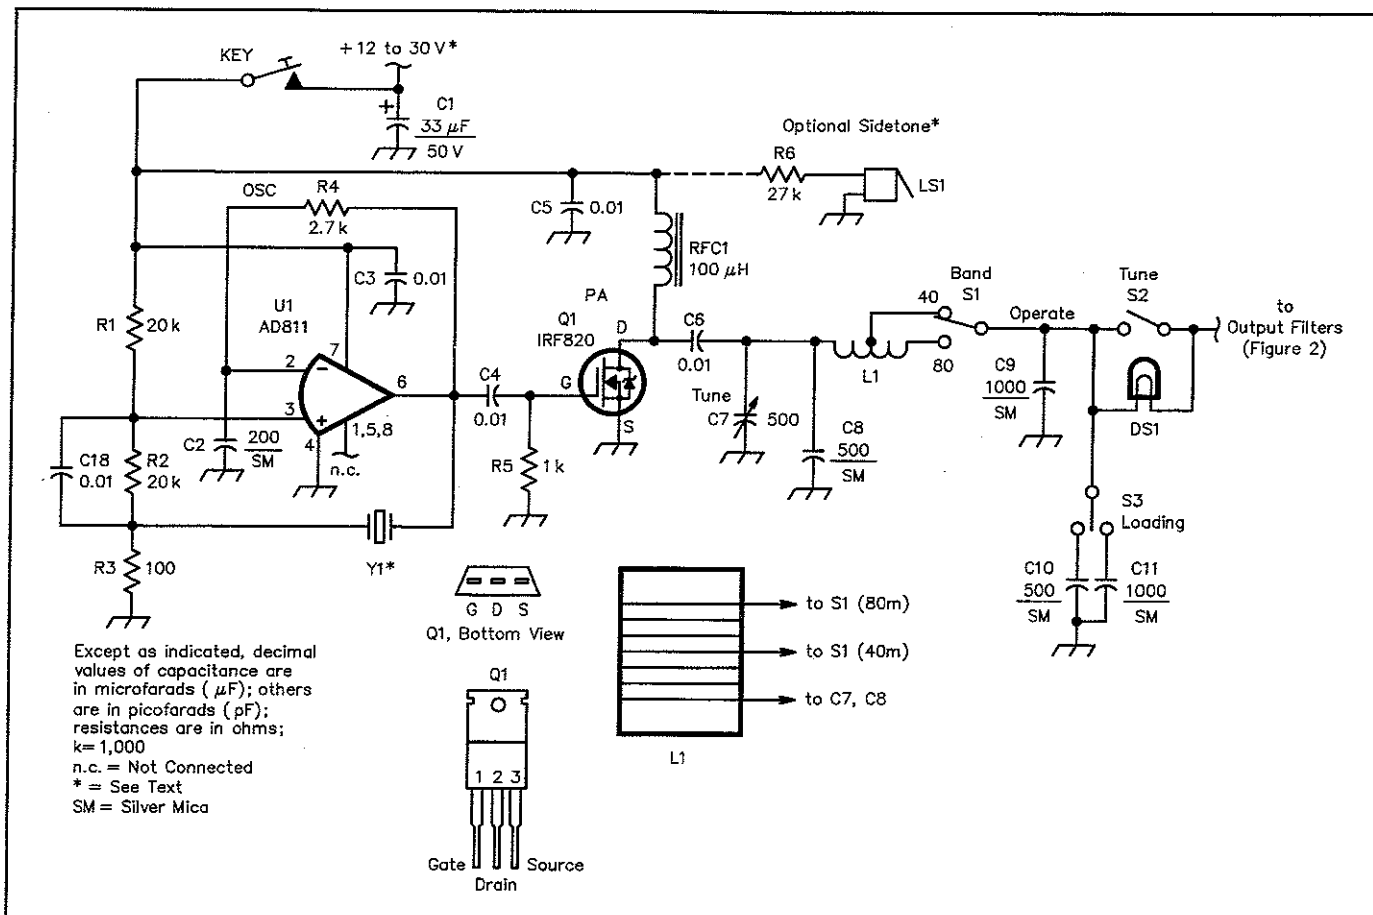 KEY
+12 to 30 V*
+
C1
33 µF
50 V
Optional Sidetone*
R6
27 k
LS1
OSC
R4
2.7 k
C5
0.01
RFC1
100 µH
C3
0.01
U1
AD811
R1
20 k
PA
Q1
IRF820
D
G
S
C6
0.01
Band
S1
40
80
Operate
Tune
S2
to
Output Filters
(Figure 2)
7
2
−
6
3
+
4
1,5,8
n.c.
C4
0.01
L1
C9
1000
SM
DS1
Tune
C7
500
C8
500
SM
C2
200
SM
C18
0.01
R2
20 k
R5
1 k
S3
Loading
R3
100
Y1*
C10
500
SM
C11
1000
SM
G D S
Q1, Bottom View
to S1 (80m)
to S1 (40m)
to C7, C8
L1
Except as indicated, decimal
values of capacitance are
in microfarads ( µF); others
are in picofarads ( pF);
resistances are in ohms;
k= 1,000
n.c. = Not Connected
* = See Text
SM = Silver Mica
Q1
1 2 3
Gate
Source
Drain